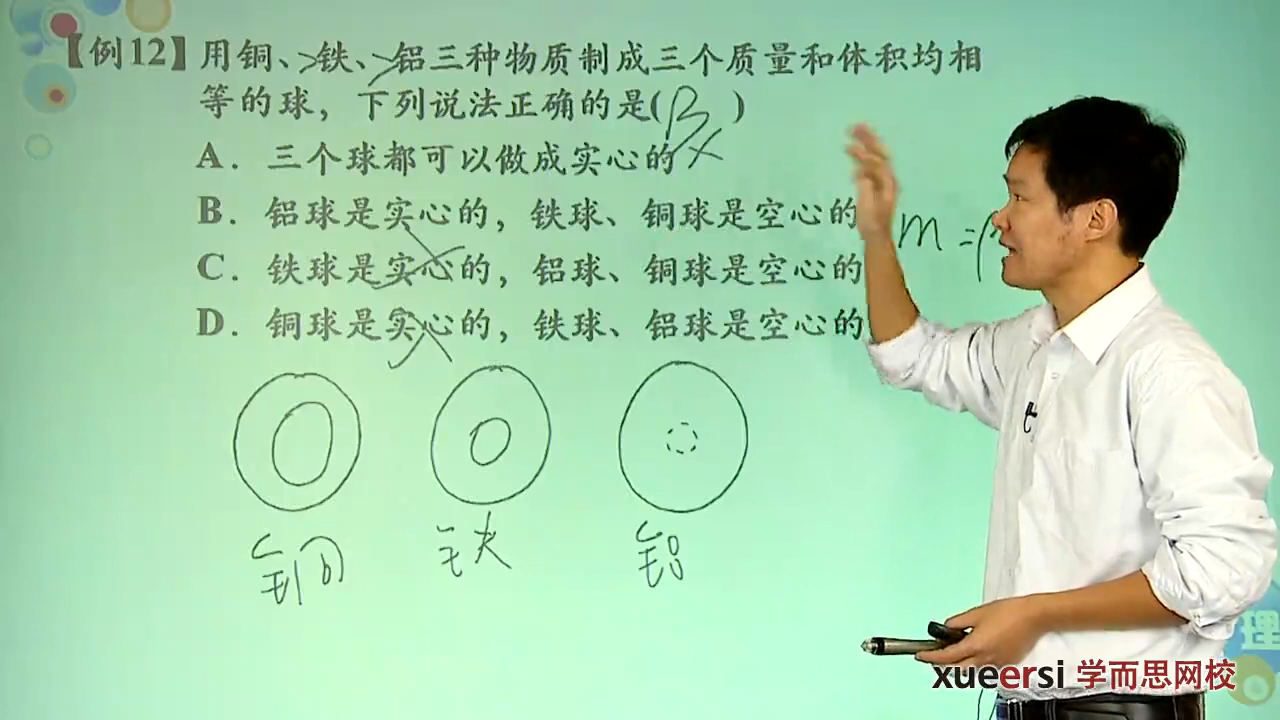 【例12】用铜、>铁、>铝三种物质制成三个质量和体积均相
等的球，下列说法正确的是(B)
A．三个球都可以做成实心的×
B．铝球是实心的，铁球、铜球是空心的
C．铁球是实心的，铝球、铜球是空心的
D．铜球是实心的，铁球、铝球是空心的
m=ρ
铜 铁 铝
理
xueersi 学而思网校